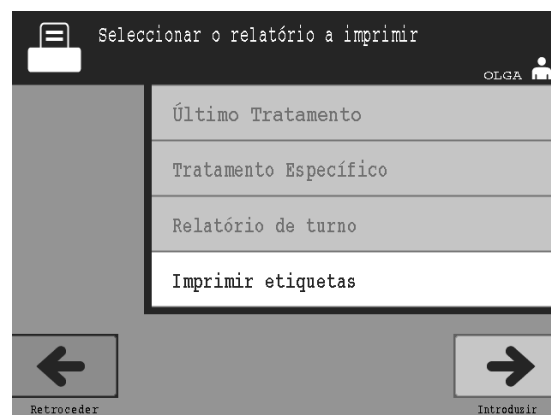 Seleccionar o relatório a imprimir
OLGA
Último Tratamento
Tratamento Específico
Relatório de turno
Imprimir etiquetas
Retroceder
Introduzir